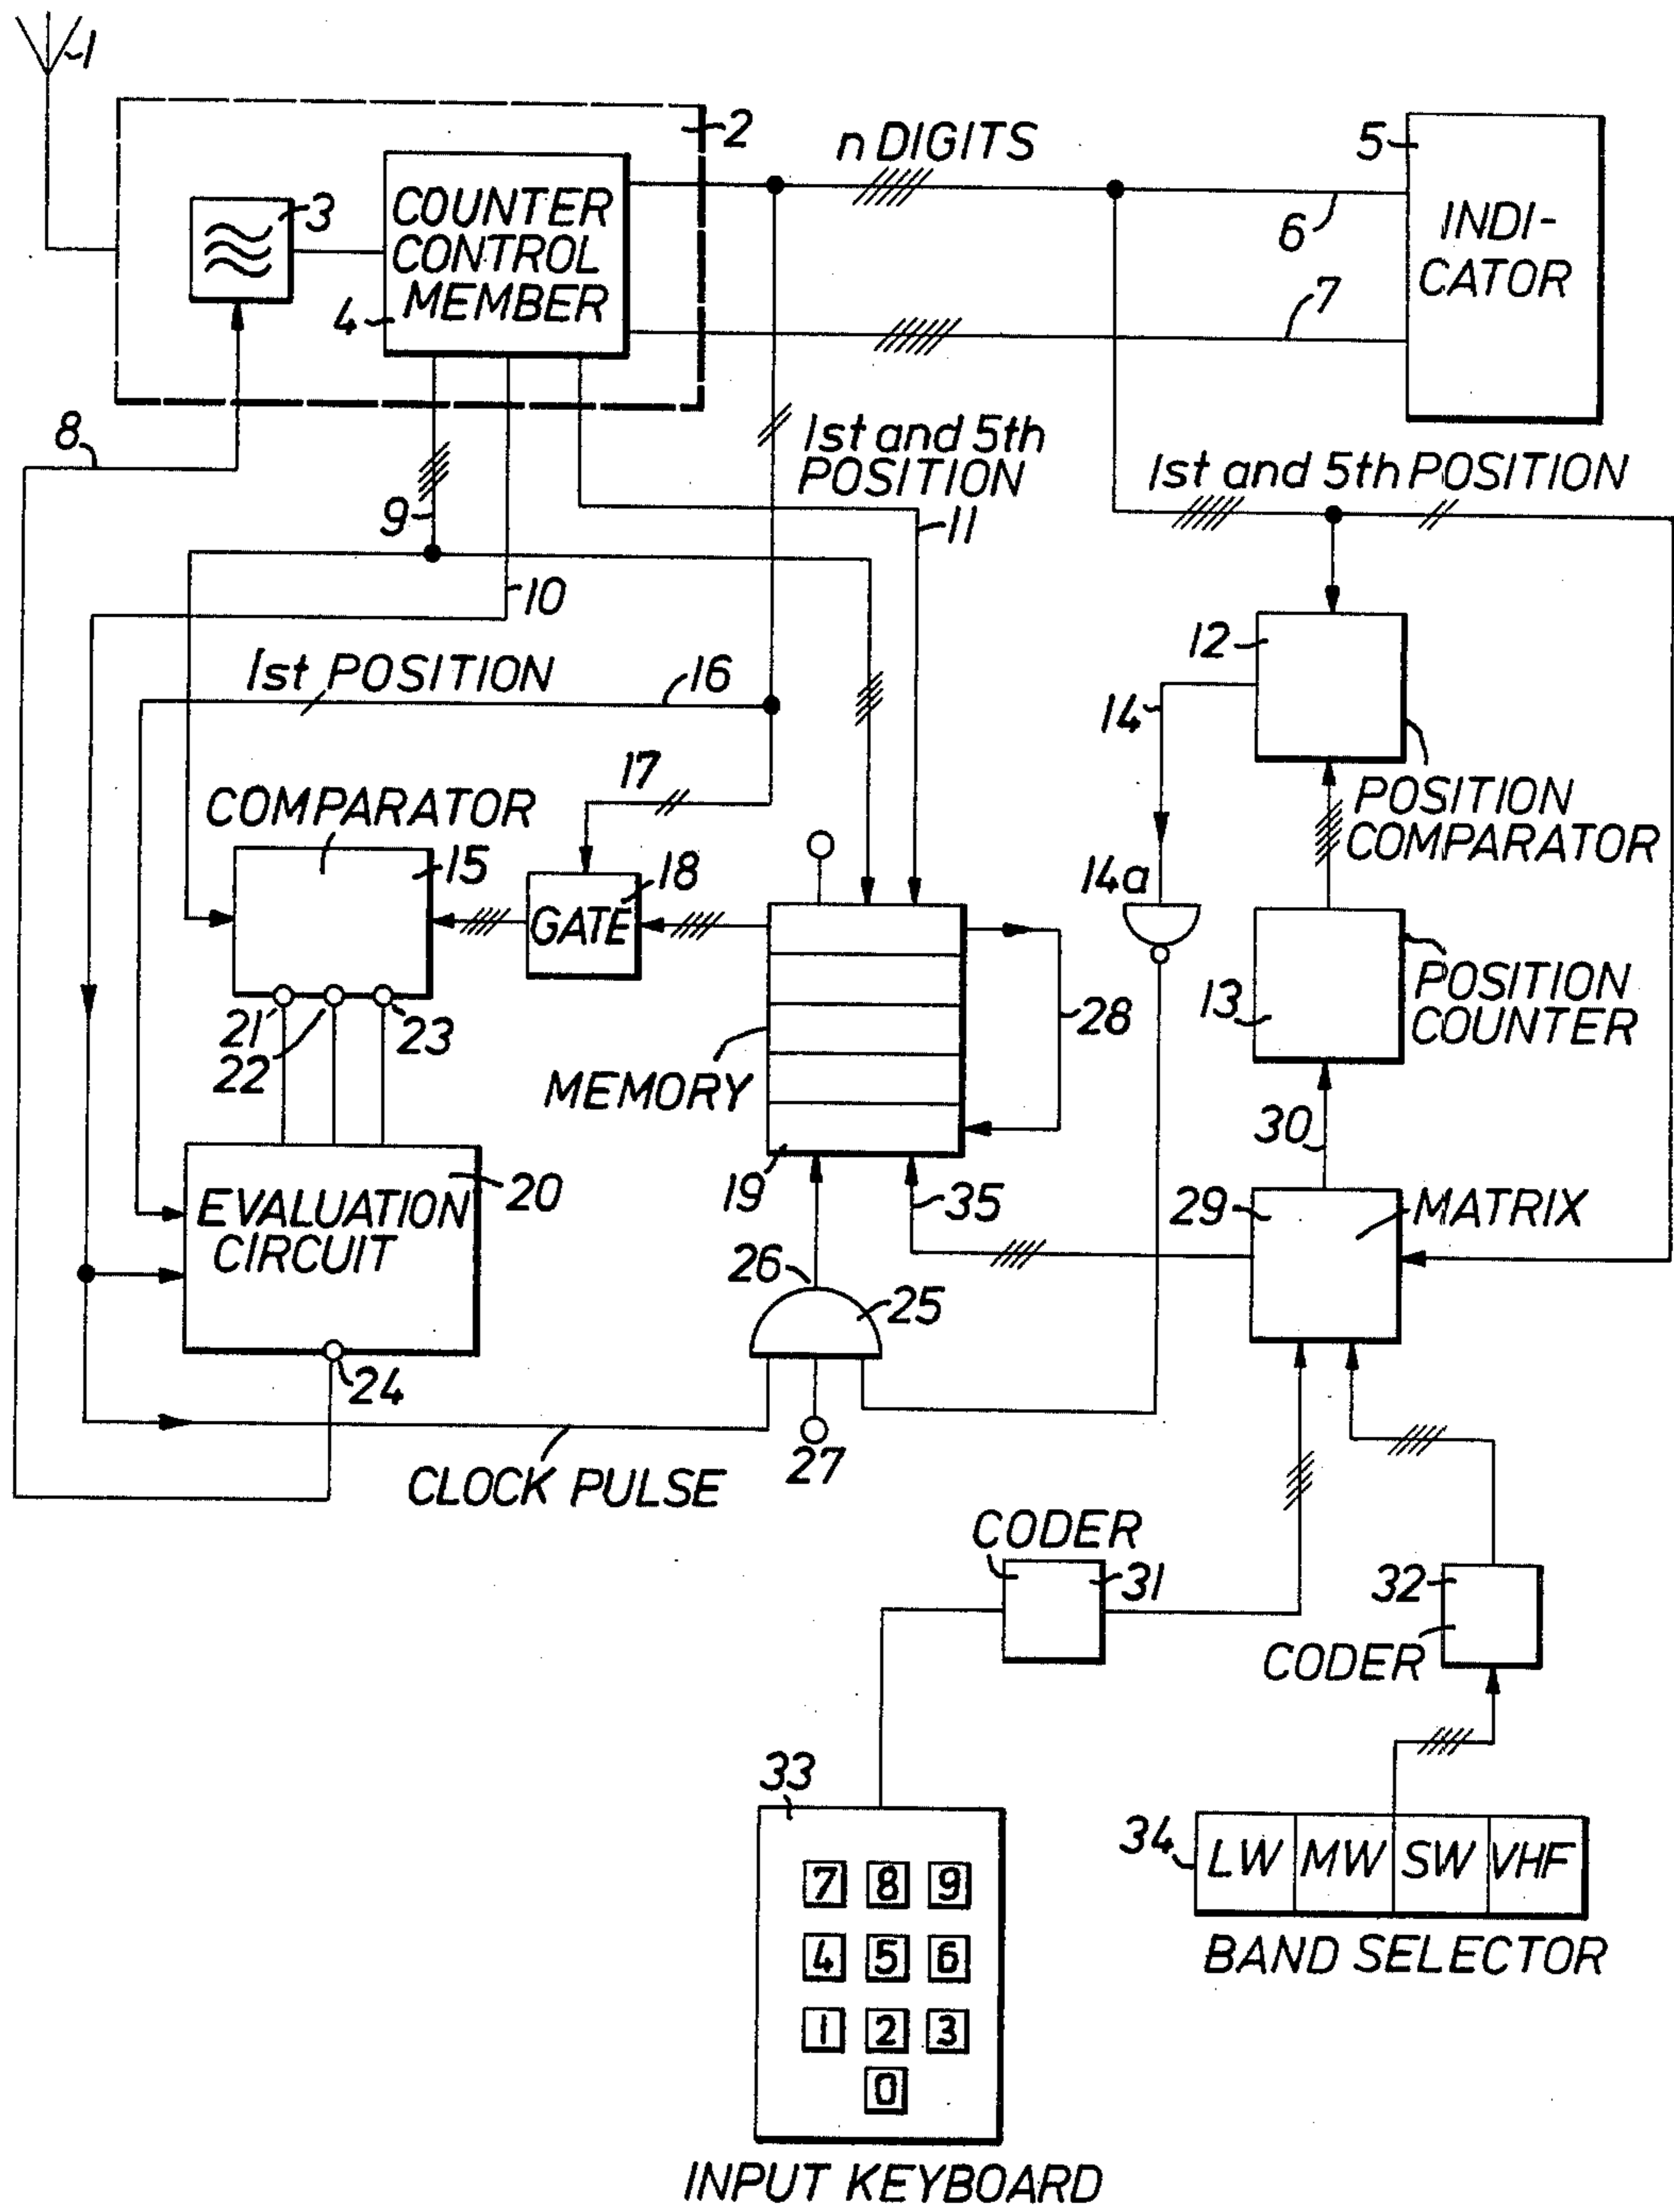 1
2
n DIGITS
5
3
COUNTER
CONTROL
MEMBER
4
6
INDI-
CATOR
7
8
1st and 5th
POSITION
1st and 5th POSITION
9
11
10
12
1st POSITION
16
14
17
POSITION
COMPARATOR
COMPARATOR
15
18
14a
GATE
POSITION
COUNTER
13
21
22
23
28
MEMORY
30
19
35
29
MATRIX
20
EVALUATION
CIRCUIT
26
25
24
27
CLOCK PULSE
CODER
31
32
CODER
33
34
LW MW SW VHF
7 8 9
4 5 6
BAND SELECTOR
1 2 3
0
INPUT KEYBOARD